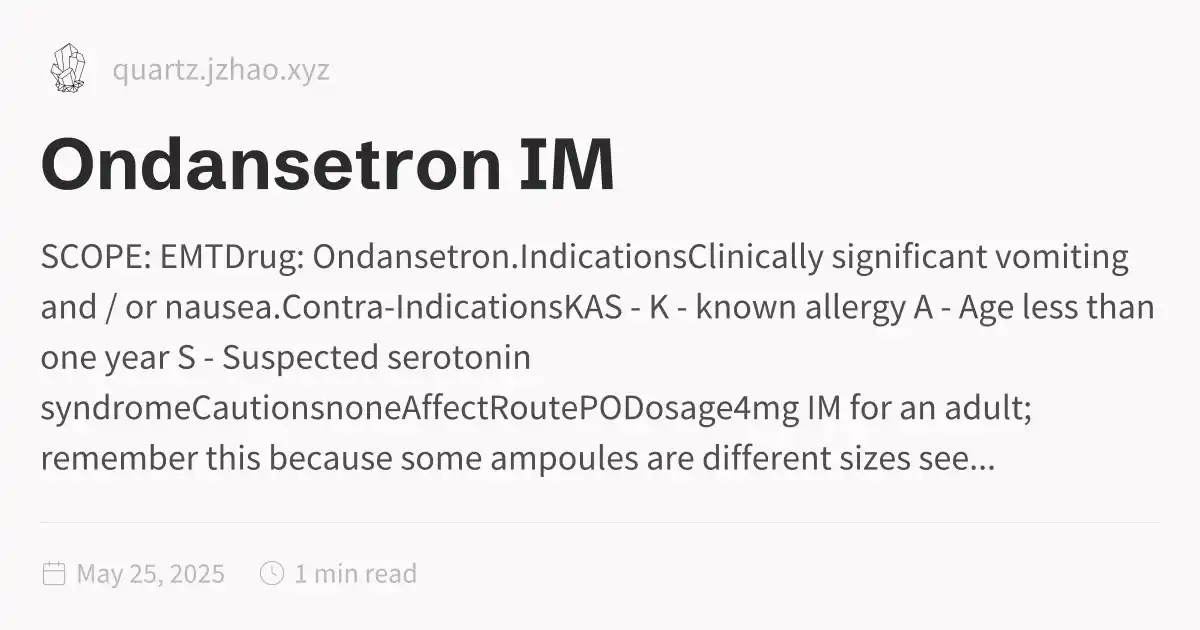 quartz.jzhao.xyz
Ondansetron IM
SCOPE: EMTDrug: Ondansetron.IndicationsClinically significant vomiting
and / or nausea.Contra-IndicationsKAS - K - known allergy A - Age less than
one year S - Suspected serotonin
syndromeCautionsnoneAffectRoutePODosage4mg IM for an adult;
remember this because some ampoules are different sizes see...
May 25, 2025 1 min read